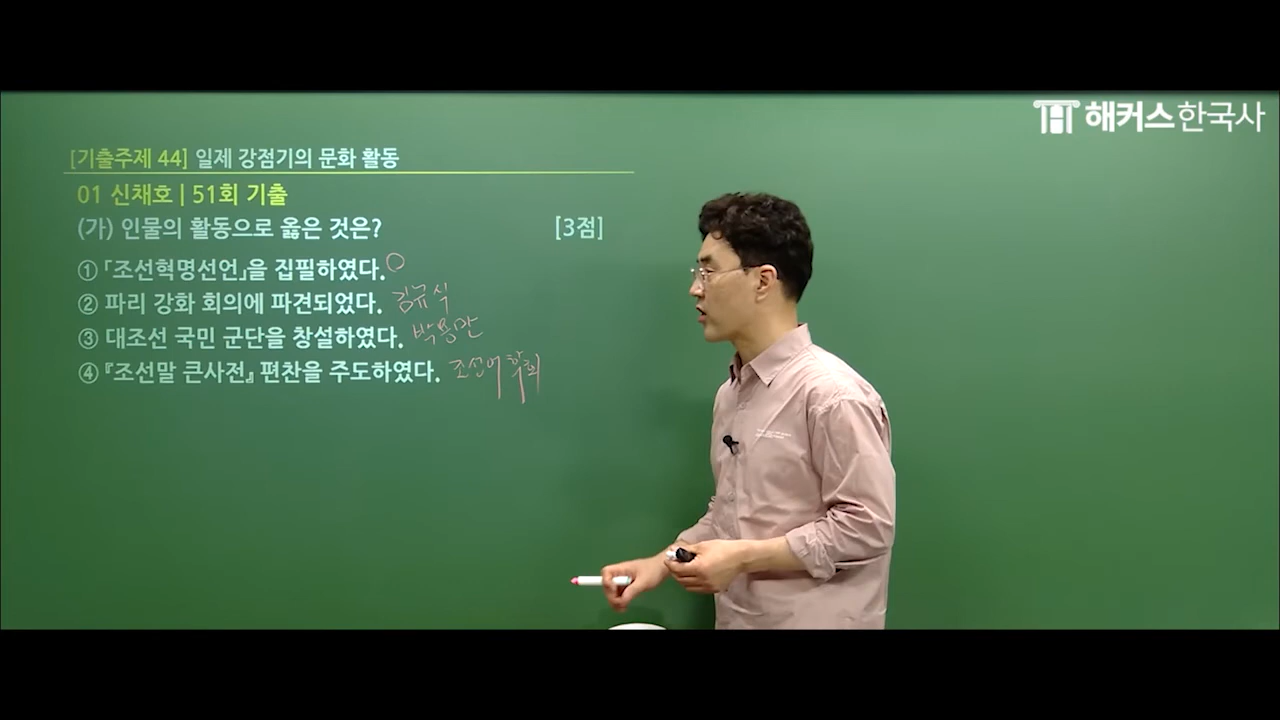 해커스한국사
[기출주제 44] 일제 강점기의 문화 활동
01 신채호 | 51회 기출
(가) 인물의 활동으로 옳은 것은? [3점]
① 「조선혁명선언」을 집필하였다. O
② 파리 강화 회의에 파견되었다. 김규식
③ 대조선 국민 군단을 창설하였다. 박용만
④ 『조선말 큰사전』 편찬을 주도하였다. 조선어학회